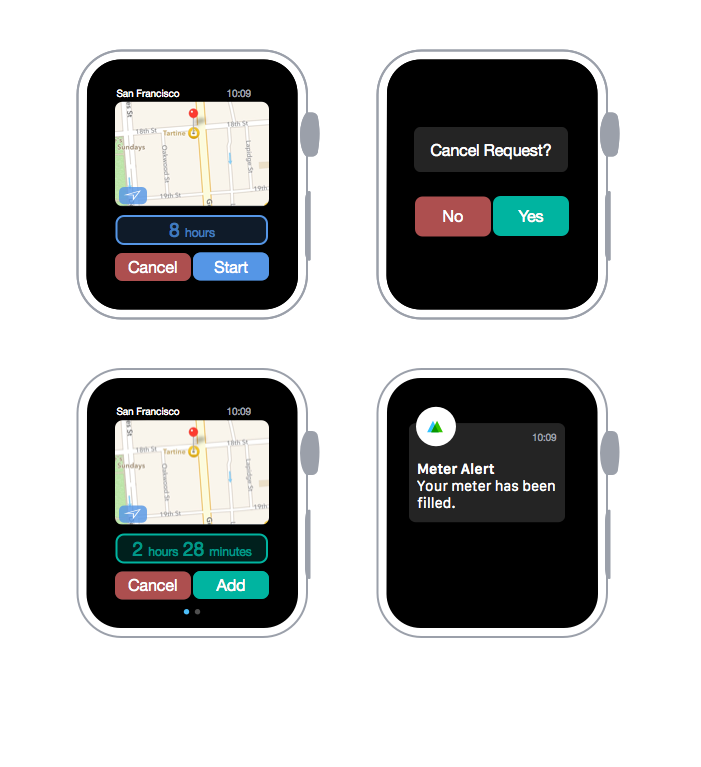 San Francisco 10:09
18th St
18th St
Tartine
Sundays
Oakwood St
Lapidge St
19th St
19th
8 hours
Cancel Start
Cancel Request?
No Yes
San Francisco 10:09
18th St
18th St
Tartine
Sundays
Oakwood St
Lapidge St
19th St
19th
2 hours 28 minutes
Cancel Add
10:09
Meter Alert
Your meter has been
filled.